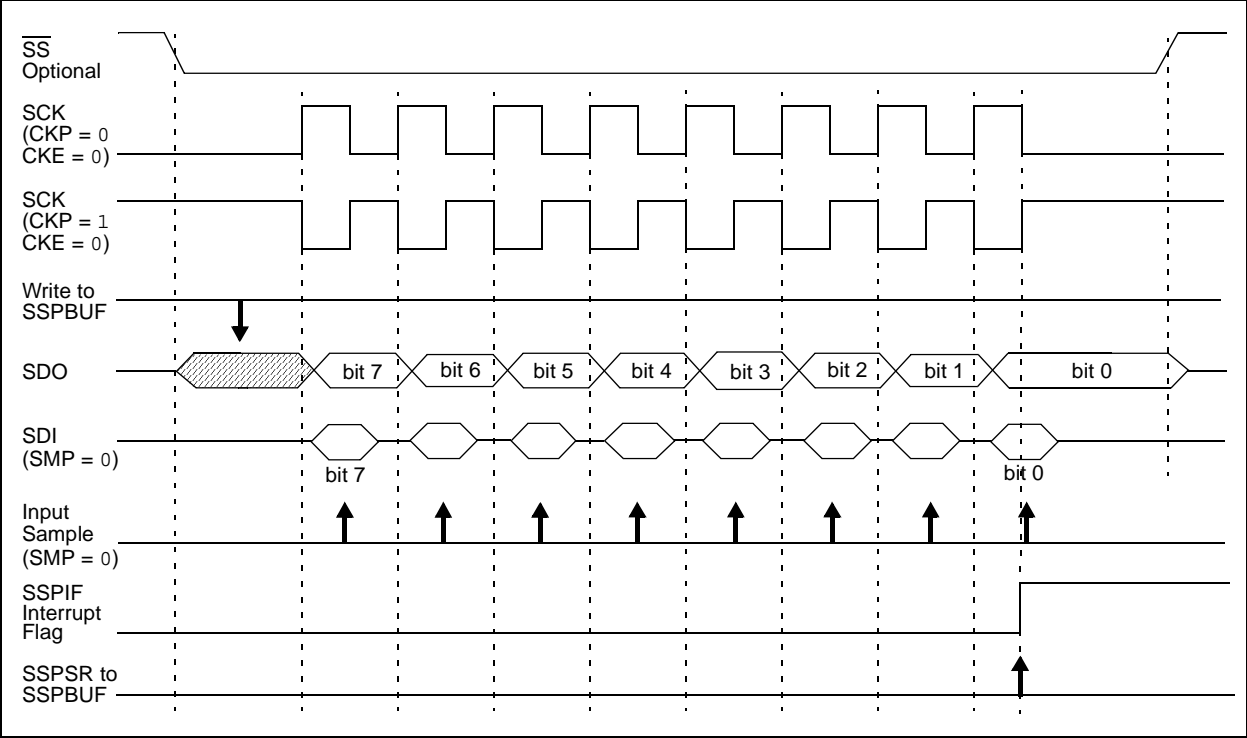 SS
Optional
SCK
(CKP = 0
CKE = 0)
SCK
(CKP = 1
CKE = 0)
Write to
SSPBUF
SDO
bit 7
bit 6
bit 5
bit 4
bit 3
bit 2
bit 1
bit 0
SDI
(SMP = 0)
bit 7
bit 0
Input
Sample
(SMP = 0)
SSPIF
Interrupt
Flag
SSPSR to
SSPBUF